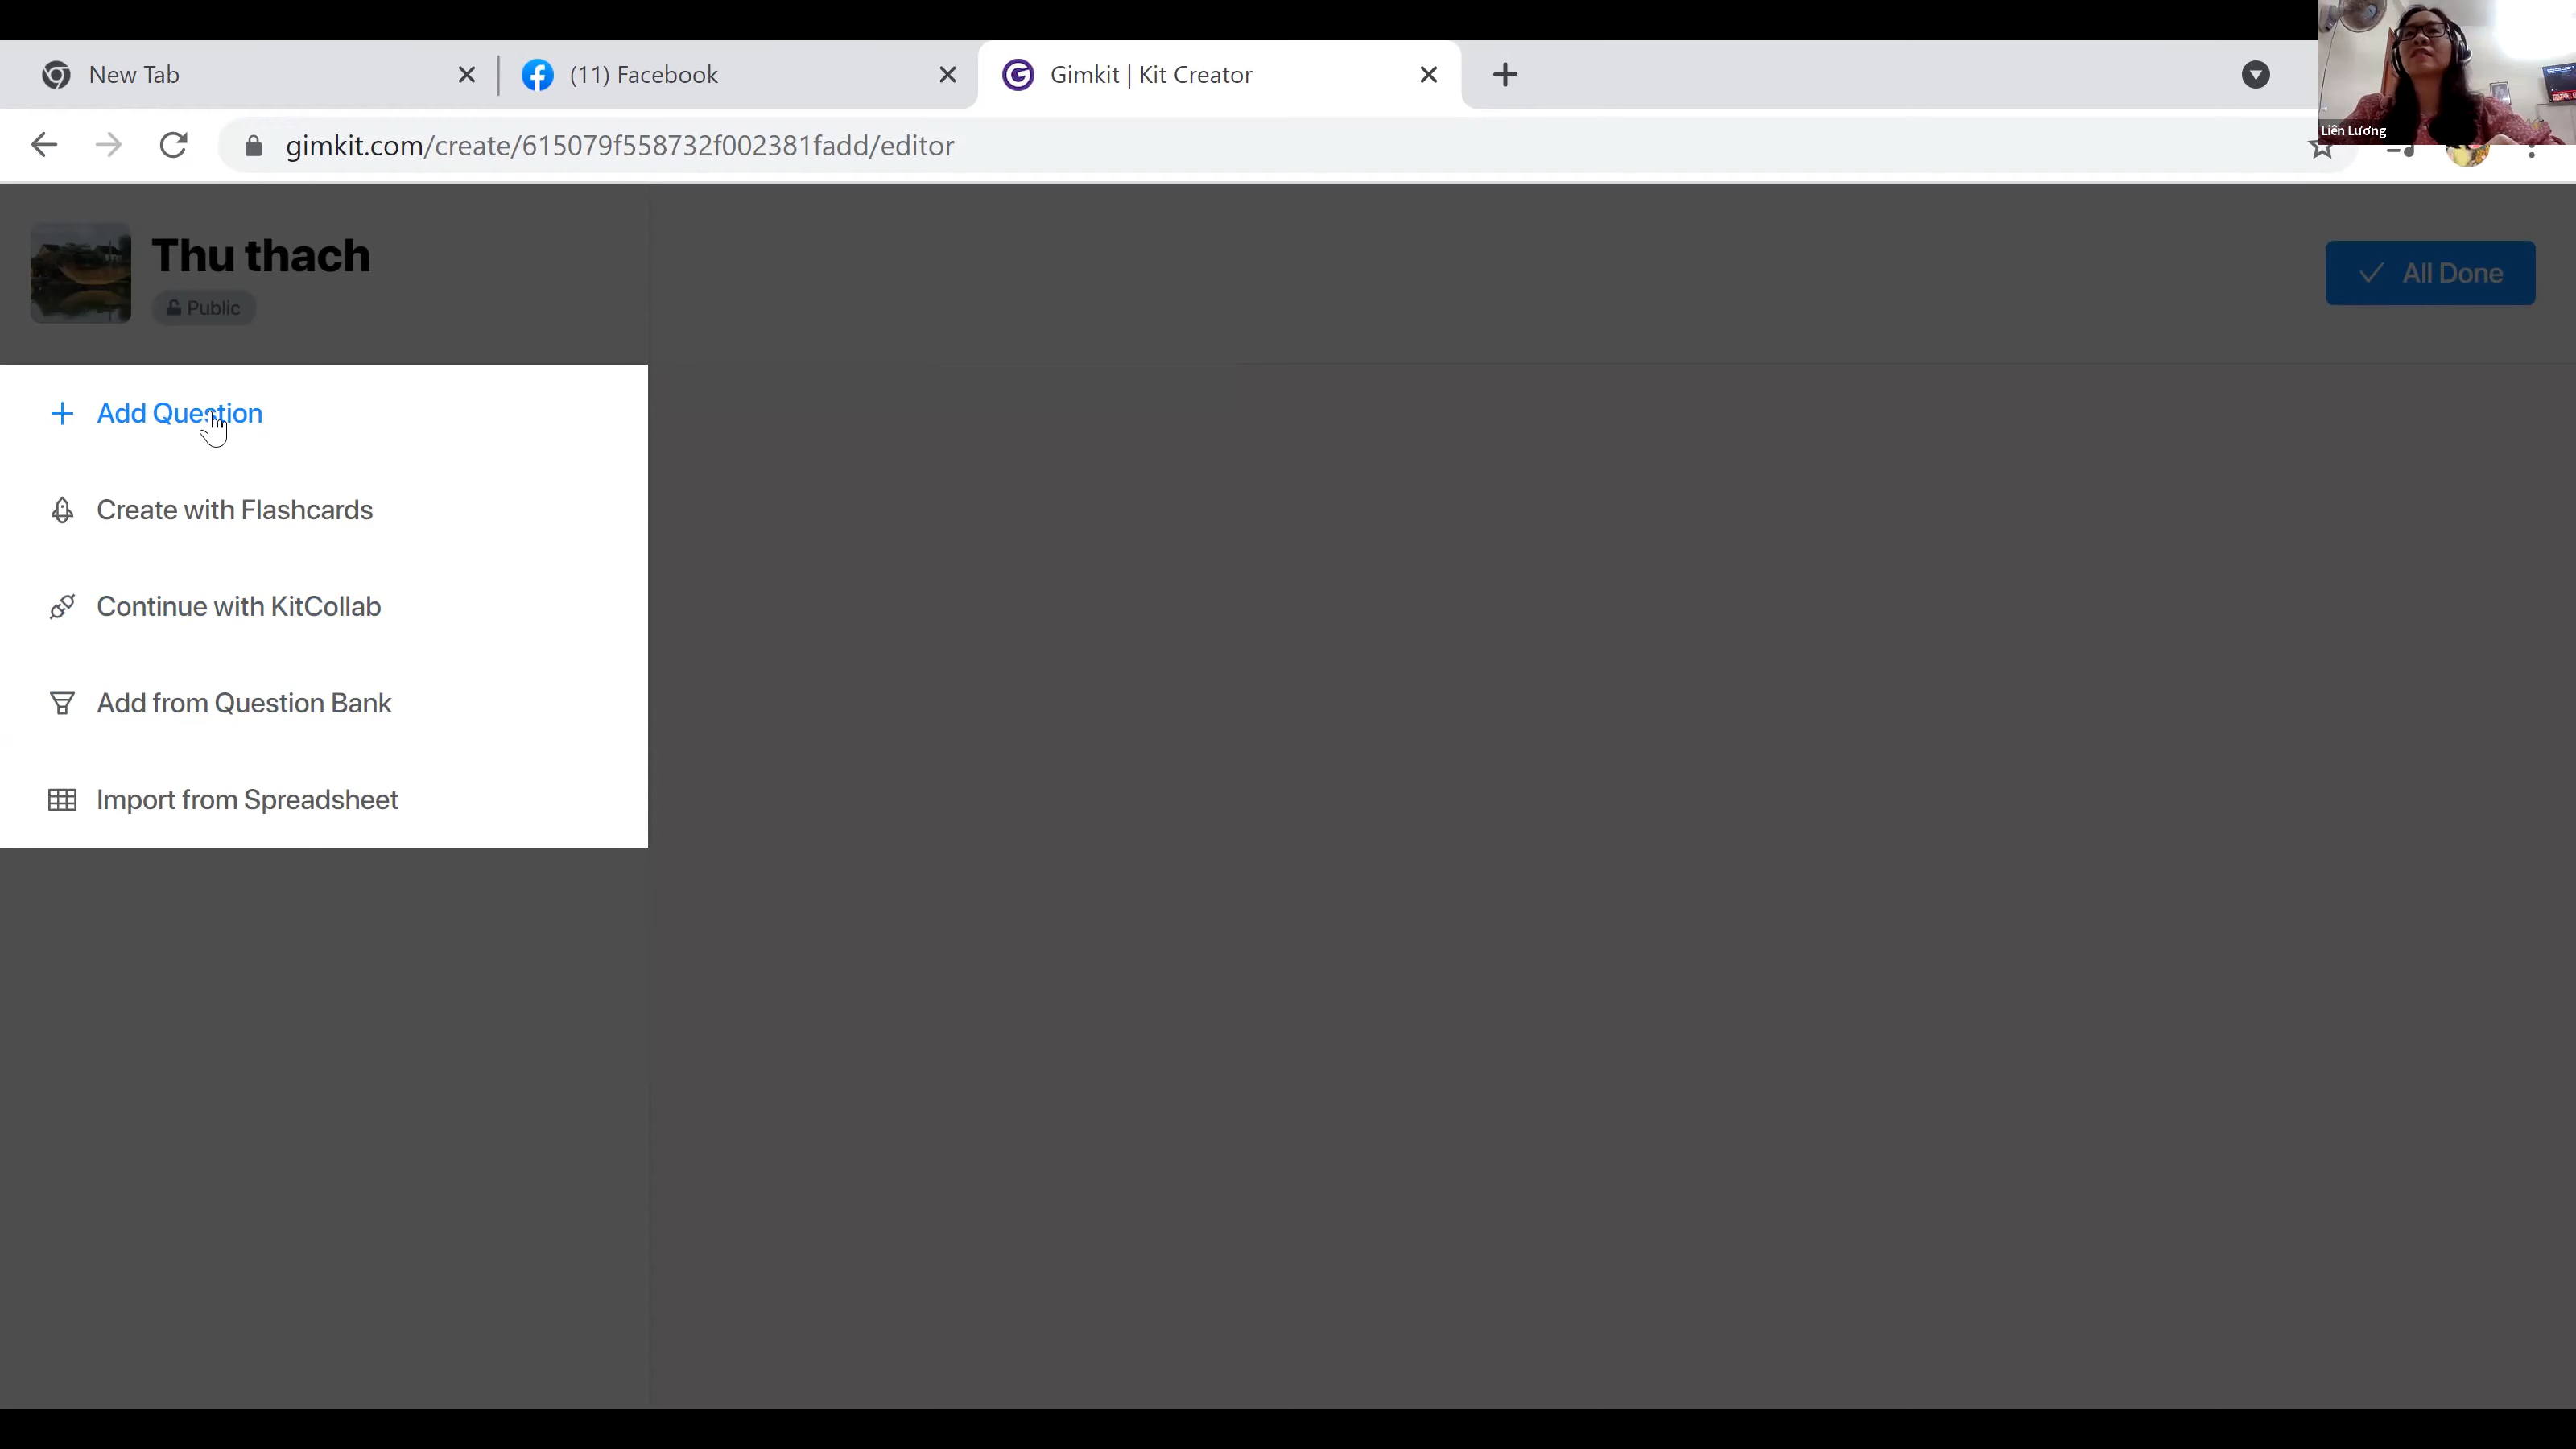 New Tab
(11) Facebook
Gimkit | Kit Creator
Liên Lương
gimkit.com/create/615079f558732f002381fadd/editor
Thu thach
Public
All Done
Add Question
Create with Flashcards
Continue with KitCollab
Add from Question Bank
Import from Spreadsheet